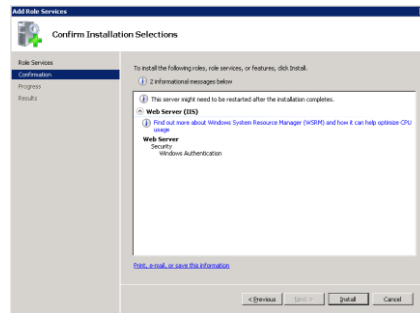 Add Role Services
Confirm Installation Selections
Role Services
Confirmation
Progress
Results
To install the following roles, role services, or features, click Install.
2 informational messages below
This server might need to be restarted after the installation completes.
Web Server (IIS)
Find out more about Windows System Resource Manager (WSRM) and how it can help optimize CPU
usage
Web Server
Security
Windows Authentication
Print, e-mail, or save this information
< Previous
Next >
Install
Cancel